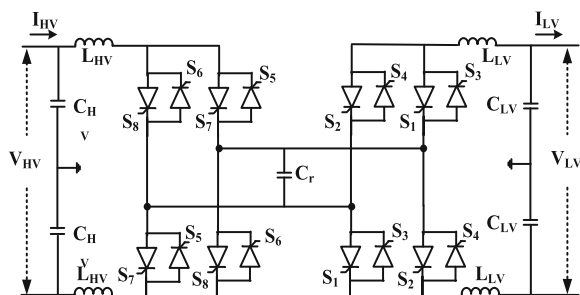 I_HV
I_LV
L_HV
L_LV
S_6
S_5
S_4
S_3
S_8
S_7
S_2
S_1
C_H
V
C_LV
V_HV
C_r
V_LV
C_H
V
C_LV
S_5
S_6
S_3
S_4
L_HV
S_7
S_8
S_1
S_2
L_LV